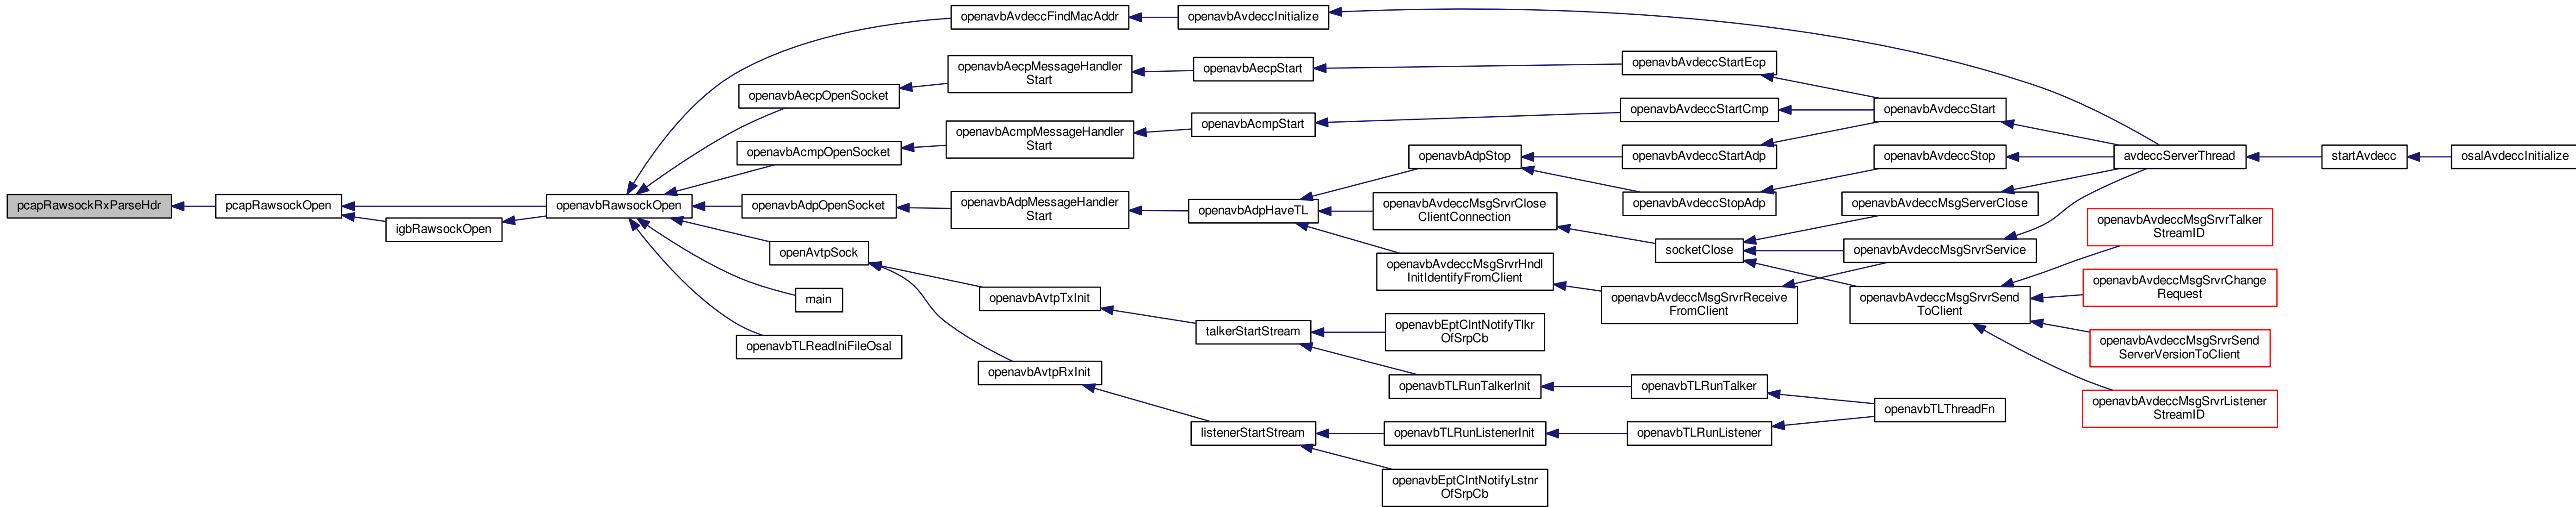 pcapRawsockRxParseHdr
pcapRawsockOpen
igbRawsockOpen
openavbRawsockOpen
openavbAvdeccFindMacAddr
openavbAvdeccInitialize
openavbAecpOpenSocket
openavbAecpMessageHandler
Start
openavbAecpStart
openavbAvdeccStartEcp
openavbAcmpOpenSocket
openavbAcmpMessageHandler
Start
openavbAcmpStart
openavbAvdeccStartCmp
openavbAvdeccStart
openavbAdpOpenSocket
openavbAdpMessageHandler
Start
openavbAdpHaveTL
openavbAdpStop
openavbAvdeccStartAdp
openavbAvdeccStopAdp
openavbAvdeccStop
avdeccServerThread
startAvdecc
osalAvdeccInitialize
openavbAvdeccMsgSrvrClose
ClientConnection
openavbAvdeccMsgSrvrHndl
InitIdentifyFromClient
socketClose
openavbAvdeccMsgSrvrReceive
FromClient
openavbAvdeccMsgServerClose
openavbAvdeccMsgSrvrService
openavbAvdeccMsgSrvrSend
ToClient
openavbAvdeccMsgSrvrTalker
StreamID
openavbAvdeccMsgSrvrChange
Request
openavbAvdeccMsgSrvrSend
ServerVersionToClient
openavbAvdeccMsgSrvrListener
StreamID
openAvtpSock
main
openavbTLReadIniFileOsal
openavbAvtpTxInit
openavbAvtpRxInit
talkerStartStream
openavbEptClntNotifyTlkr
OfSrpCb
openavbTLRunTalkerInit
openavbTLRunTalker
openavbTLThreadFn
listenerStartStream
openavbTLRunListenerInit
openavbTLRunListener
openavbEptClntNotifyLstnr
OfSrpCb